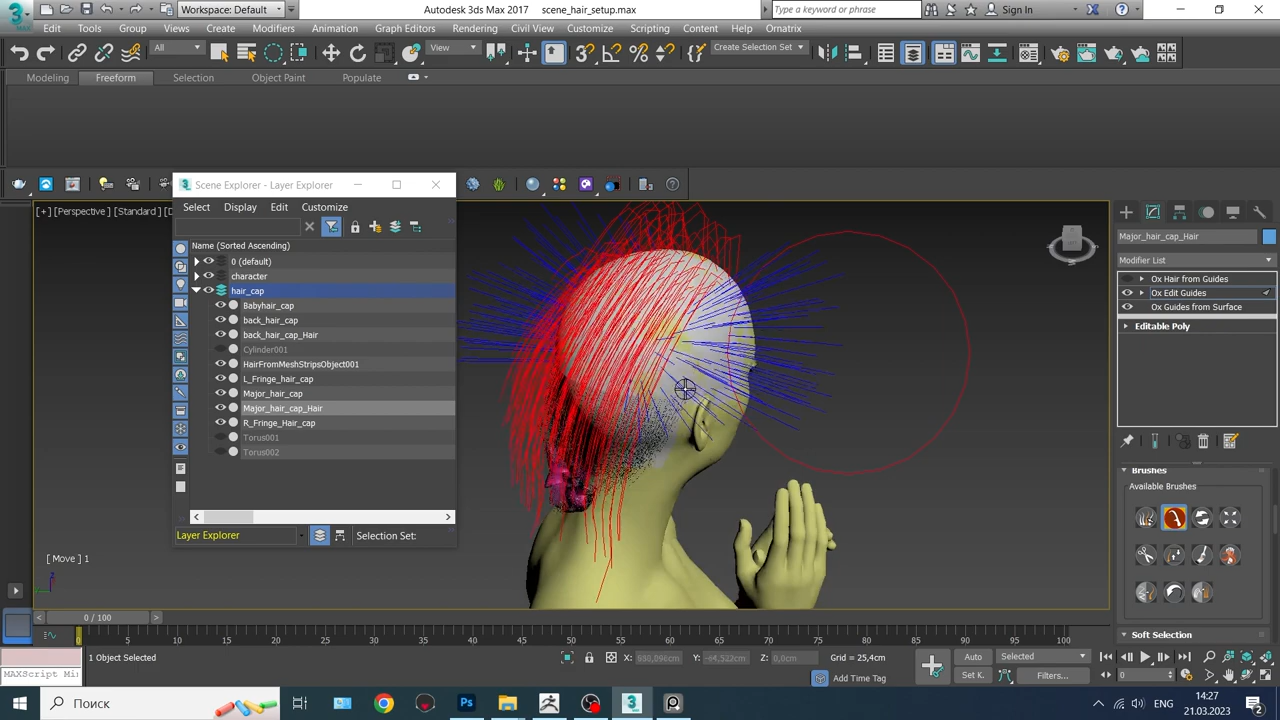 Workspace: Default
Autodesk 3ds Max 2017    scene_hair_setup.max
Type a keyword or phrase
Sign In
Edit Tools Group Views Create Modifiers Animation Graph Editors Rendering Civil View Customize Scripting Content Help Ornatrix
All
View
Create Selection Set
Modeling Freeform Selection Object Paint Populate
Scene Explorer - Layer Explorer
Select Display Edit Customize
Name (Sorted Ascending)
0 (default)
character
hair_cap
Babyhair_cap
back_hair_cap
back_hair_cap_Hair
Cylinder001
HairFromMeshStripsObject001
L_Fringe_hair_cap
Major_hair_cap
Major_hair_cap_Hair
R_Fringe_Hair_cap
Torus001
Torus002
Layer Explorer
Selection Set:
[+] [Perspective] [Standard] [D
[ Move ] 1
Major_hair_cap_Hair
Modifier List
Ox Hair from Guides
Ox Edit Guides
Ox Guides from Surface
Editable Poly
Brushes
Available Brushes
Soft Selection
0 / 100
0 5 10 15 20 25 30 35 40 45 50 55 60 65 70 75 80 85 90 95 100
1 Object Selected
X:
Y:
Z: 0,0cm
Grid = 25,4cm
Add Time Tag
Auto
Selected
Set K.
Filters...
0
MAXScript Mi
Поиск
ENG
14:27
21.03.2023
2